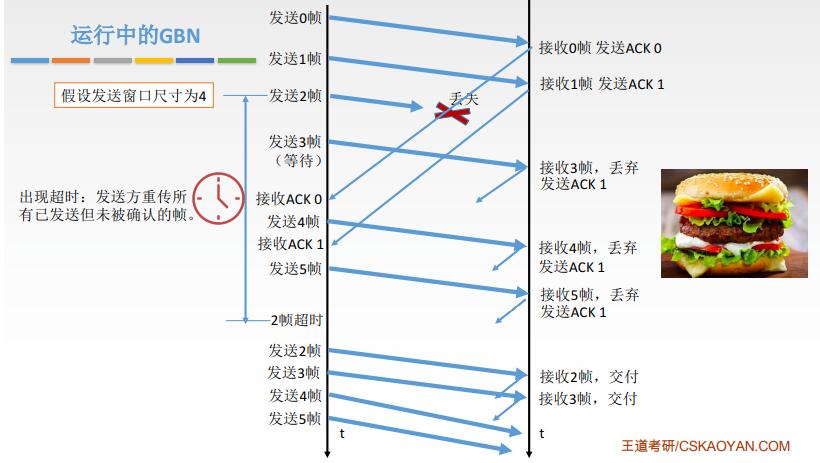 运行中的GBN
假设发送窗口尺寸为4
出现超时：发送方重传所
有已发送但未被确认的帧。
发送0帧
发送1帧
发送2帧
发送3帧
（等待）
接收ACK 0
发送4帧
接收ACK 1
发送5帧
2帧超时
发送2帧
发送3帧
发送4帧
发送5帧
t
丢失
接收0帧 发送ACK 0
接收1帧 发送ACK 1
接收3帧，丢弃
发送ACK 1
接收4帧，丢弃
发送ACK 1
接收5帧，丢弃
发送ACK 1
接收2帧，交付
接收3帧，交付
t
王道考研/CSKAOYAN.COM